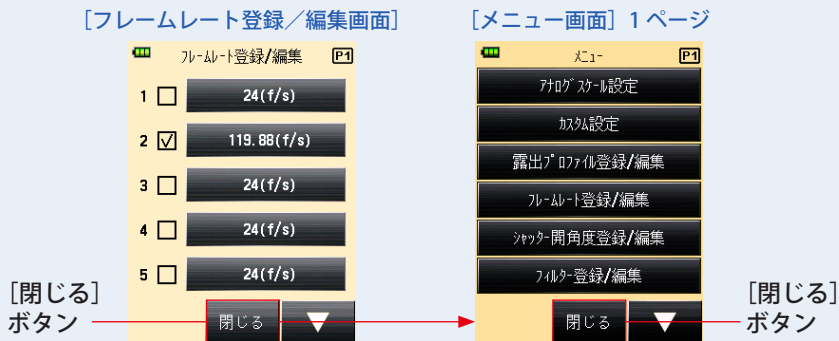 [フレームレート登録／編集画面]
ﾌﾚｰﾑﾚｰﾄ登録/編集 P1
1 24(f/s)
2 119.88(f/s)
3 24(f/s)
4 24(f/s)
5 24(f/s)
閉じる
[閉じる]
ボタン
[メニュー画面] 1 ページ
ﾒﾆｭｰ P1
ｱﾅﾛｸﾞｽｹｰﾙ設定
ｶｽﾀﾑ設定
露出ﾌﾟﾛﾌｧｲﾙ登録/編集
ﾌﾚｰﾑﾚｰﾄ登録/編集
ｼｬｯﾀｰ開角度登録/編集
ﾌｨﾙﾀｰ登録/編集
閉じる
[閉じる]
ボタン